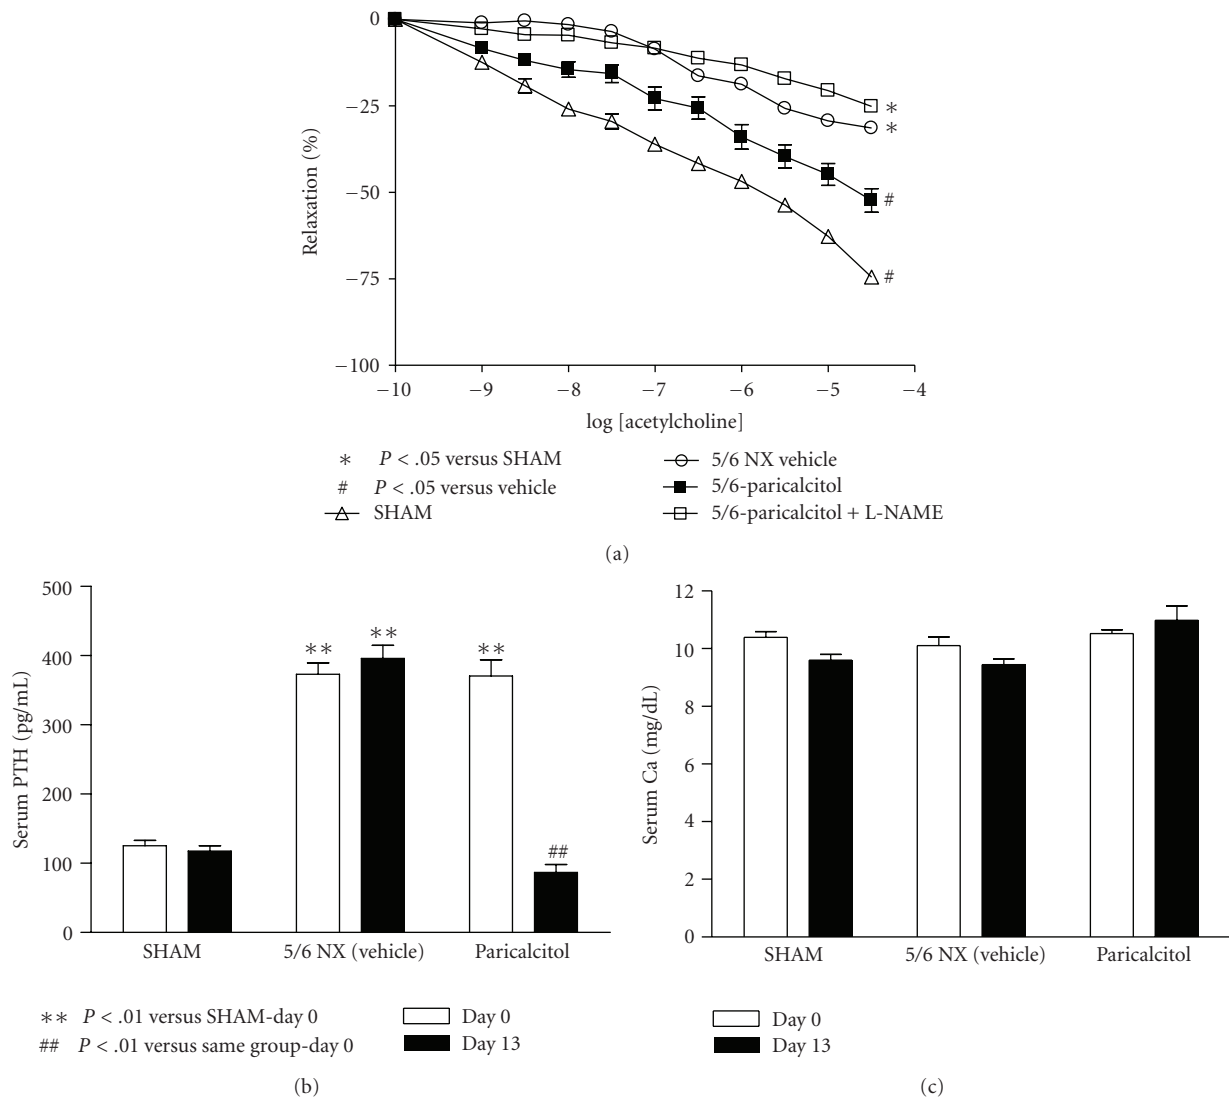 0
−25
−50
−75
−100
Relaxation (%)
−10 −9 −8 −7 −6 −5 −4
log [acetylcholine]
*
*
#
#
* P < .05 versus SHAM
# P < .05 versus vehicle
SHAM
5/6 NX vehicle
5/6-paricalcitol
5/6-paricalcitol + L-NAME
(a)
500
400
300
200
100
0
Serum PTH (pg/mL)
**
**
**
##
SHAM 5/6 NX (vehicle) Paricalcitol
** P < .01 versus SHAM-day 0
## P < .01 versus same group-day 0
Day 0
Day 13
(b)
12
10
8
6
4
2
0
Serum Ca (mg/dL)
SHAM 5/6 NX (vehicle) Paricalcitol
Day 0
Day 13
(c)